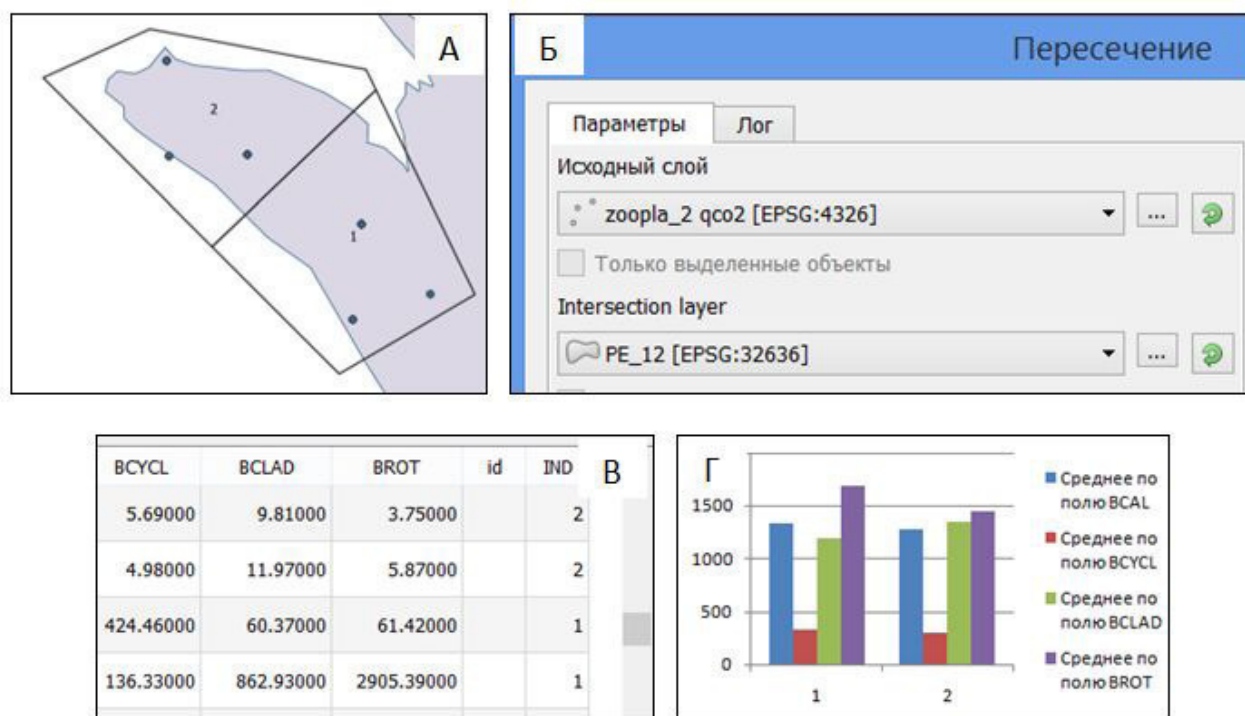 А
2
1
Б
Пересечение
Параметры Лог
Исходный слой
zoopla_2 qco2 [EPSG:4326]
...
Только выделенные объекты
Intersection layer
PE_12 [EPSG:32636]
...
BCYCL BCLAD BROT id IND В
5.69000 9.81000 3.75000 2
4.98000 11.97000 5.87000 2
424.46000 60.37000 61.42000 1
136.33000 862.93000 2905.39000 1
Г
1500
1000
500
0
1 2
Среднее по
полю BCAL
Среднее по
полю BCYCL
Среднее по
полю BCLAD
Среднее по
полю BROT